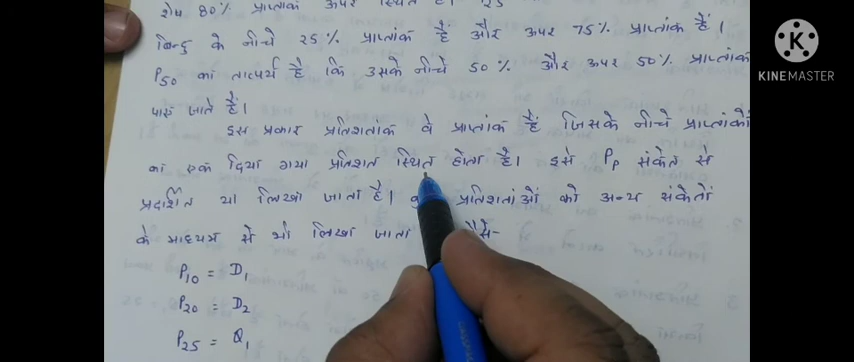 शेष 80% प्राप्तांक ऊपर स्थित हैं। P25
बिन्दु के नीचे 25% प्राप्तांक हैं और ऊपर 75% प्राप्तांक हैं।
P50 का तात्पर्य है कि उसके नीचे 50% और ऊपर 50% प्राप्तांक
पाए जाते हैं।
इस प्रकार प्रतिशतांक वे प्राप्तांक हैं जिसके नीचे प्राप्तांकों
का एक दिया गया प्रतिशत स्थित होता है। इसे Pp संकेत से
प्रदर्शित या लिखा जाता है। प्रतिशतांओं को अन्य संकेतों
के माध्यम से भी लिखा जाता जैसे-
P10 = D1
P20 = D2
P25 = Q1
KINEMASTER